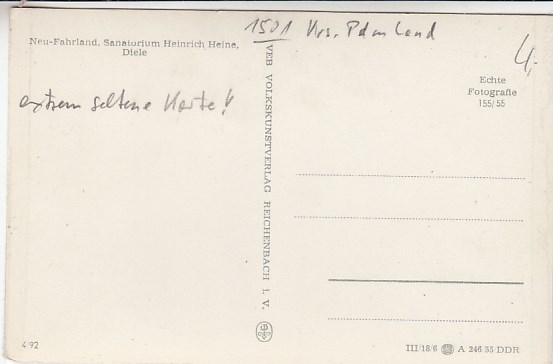 1501 Krs. Pdm Land
4,-
Neu-Fahrland, Sanatorium Heinrich Heine,
Diele
extrem seltene Karte!
VEB VOLKSKUNSTVERLAG REICHENBACH I. V.
Echte
Fotografie
155/55
4 92
III/18/6 A 246 55 DDR